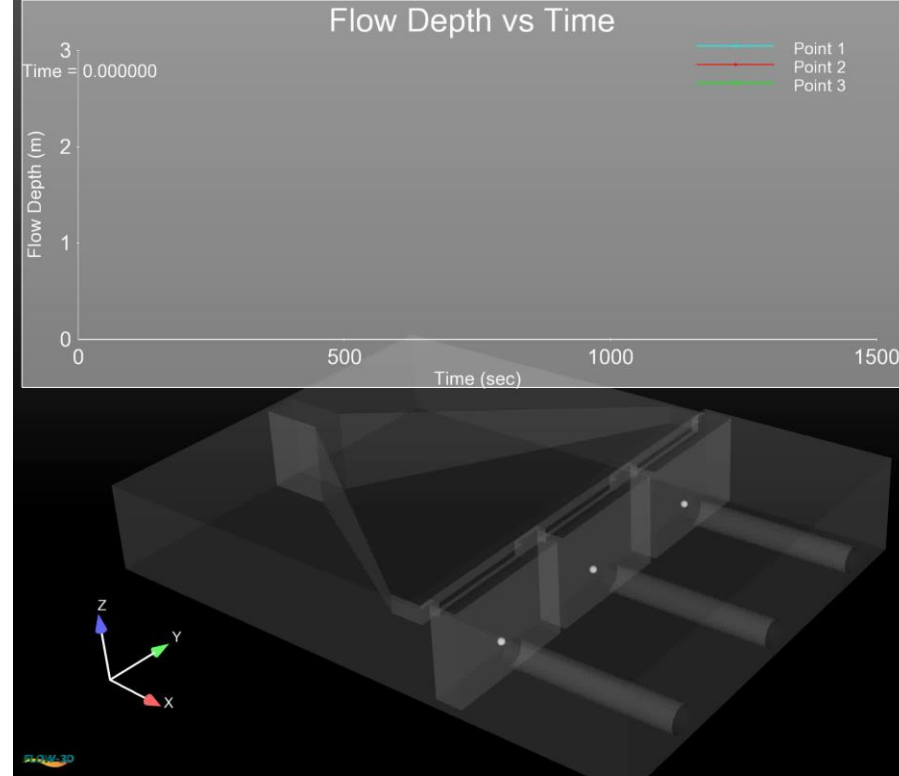 Flow Depth vs Time
3
Time = 0.000000
Point 1
Point 2
Point 3
2
1
0
Flow Depth (m)
0 500 1000 1500
Time (sec)
Z
Y
X
FLOW-3D